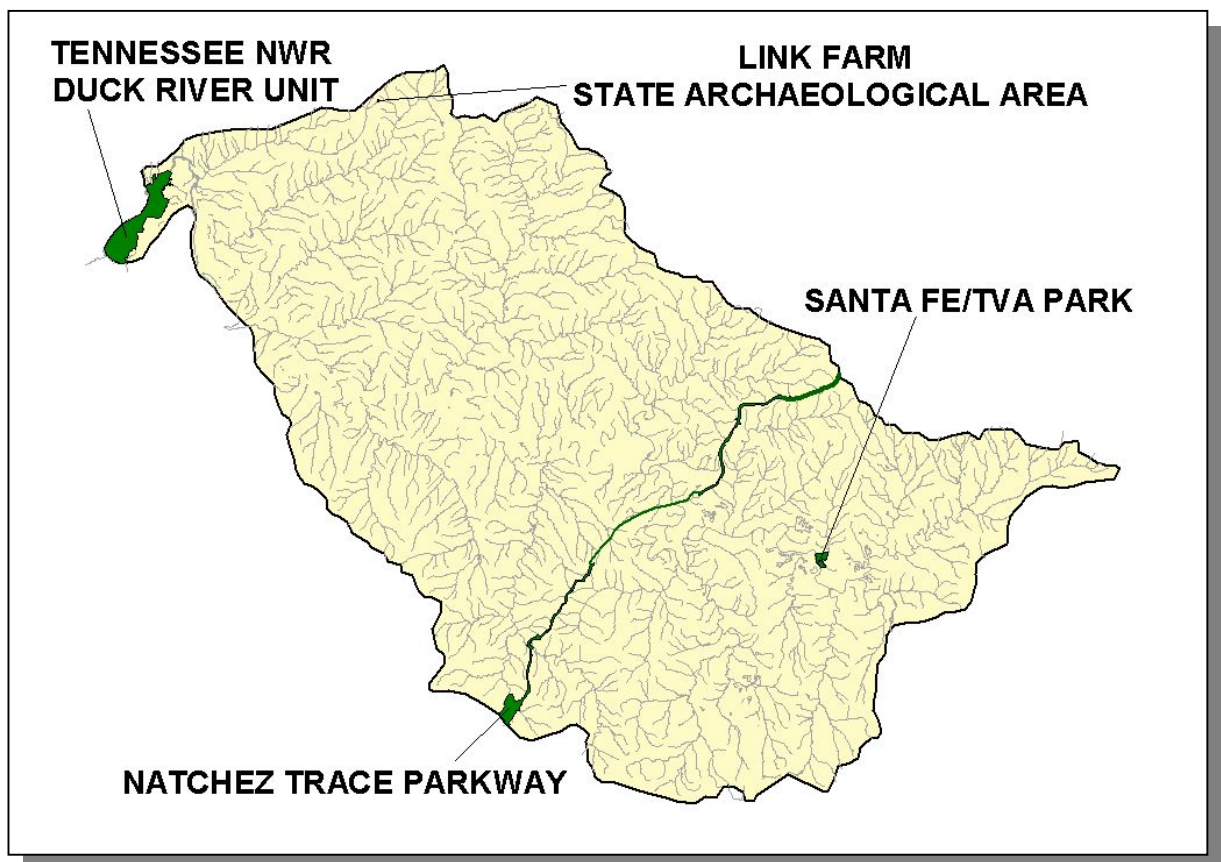 TENNESSEE NWR
DUCK RIVER UNIT
LINK FARM
STATE ARCHAEOLOGICAL AREA
SANTA FE/TVA PARK
NATCHEZ TRACE PARKWAY